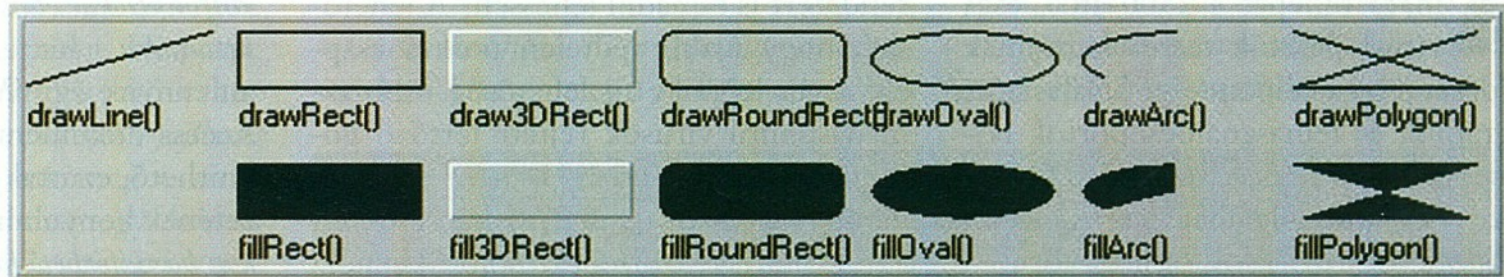 drawLine() drawRect() draw3DRect() drawRoundRect() drawOval() drawArc() drawPolygon()
fillRect() fill3DRect() fillRoundRect() fillOval() fillArc() fillPolygon()